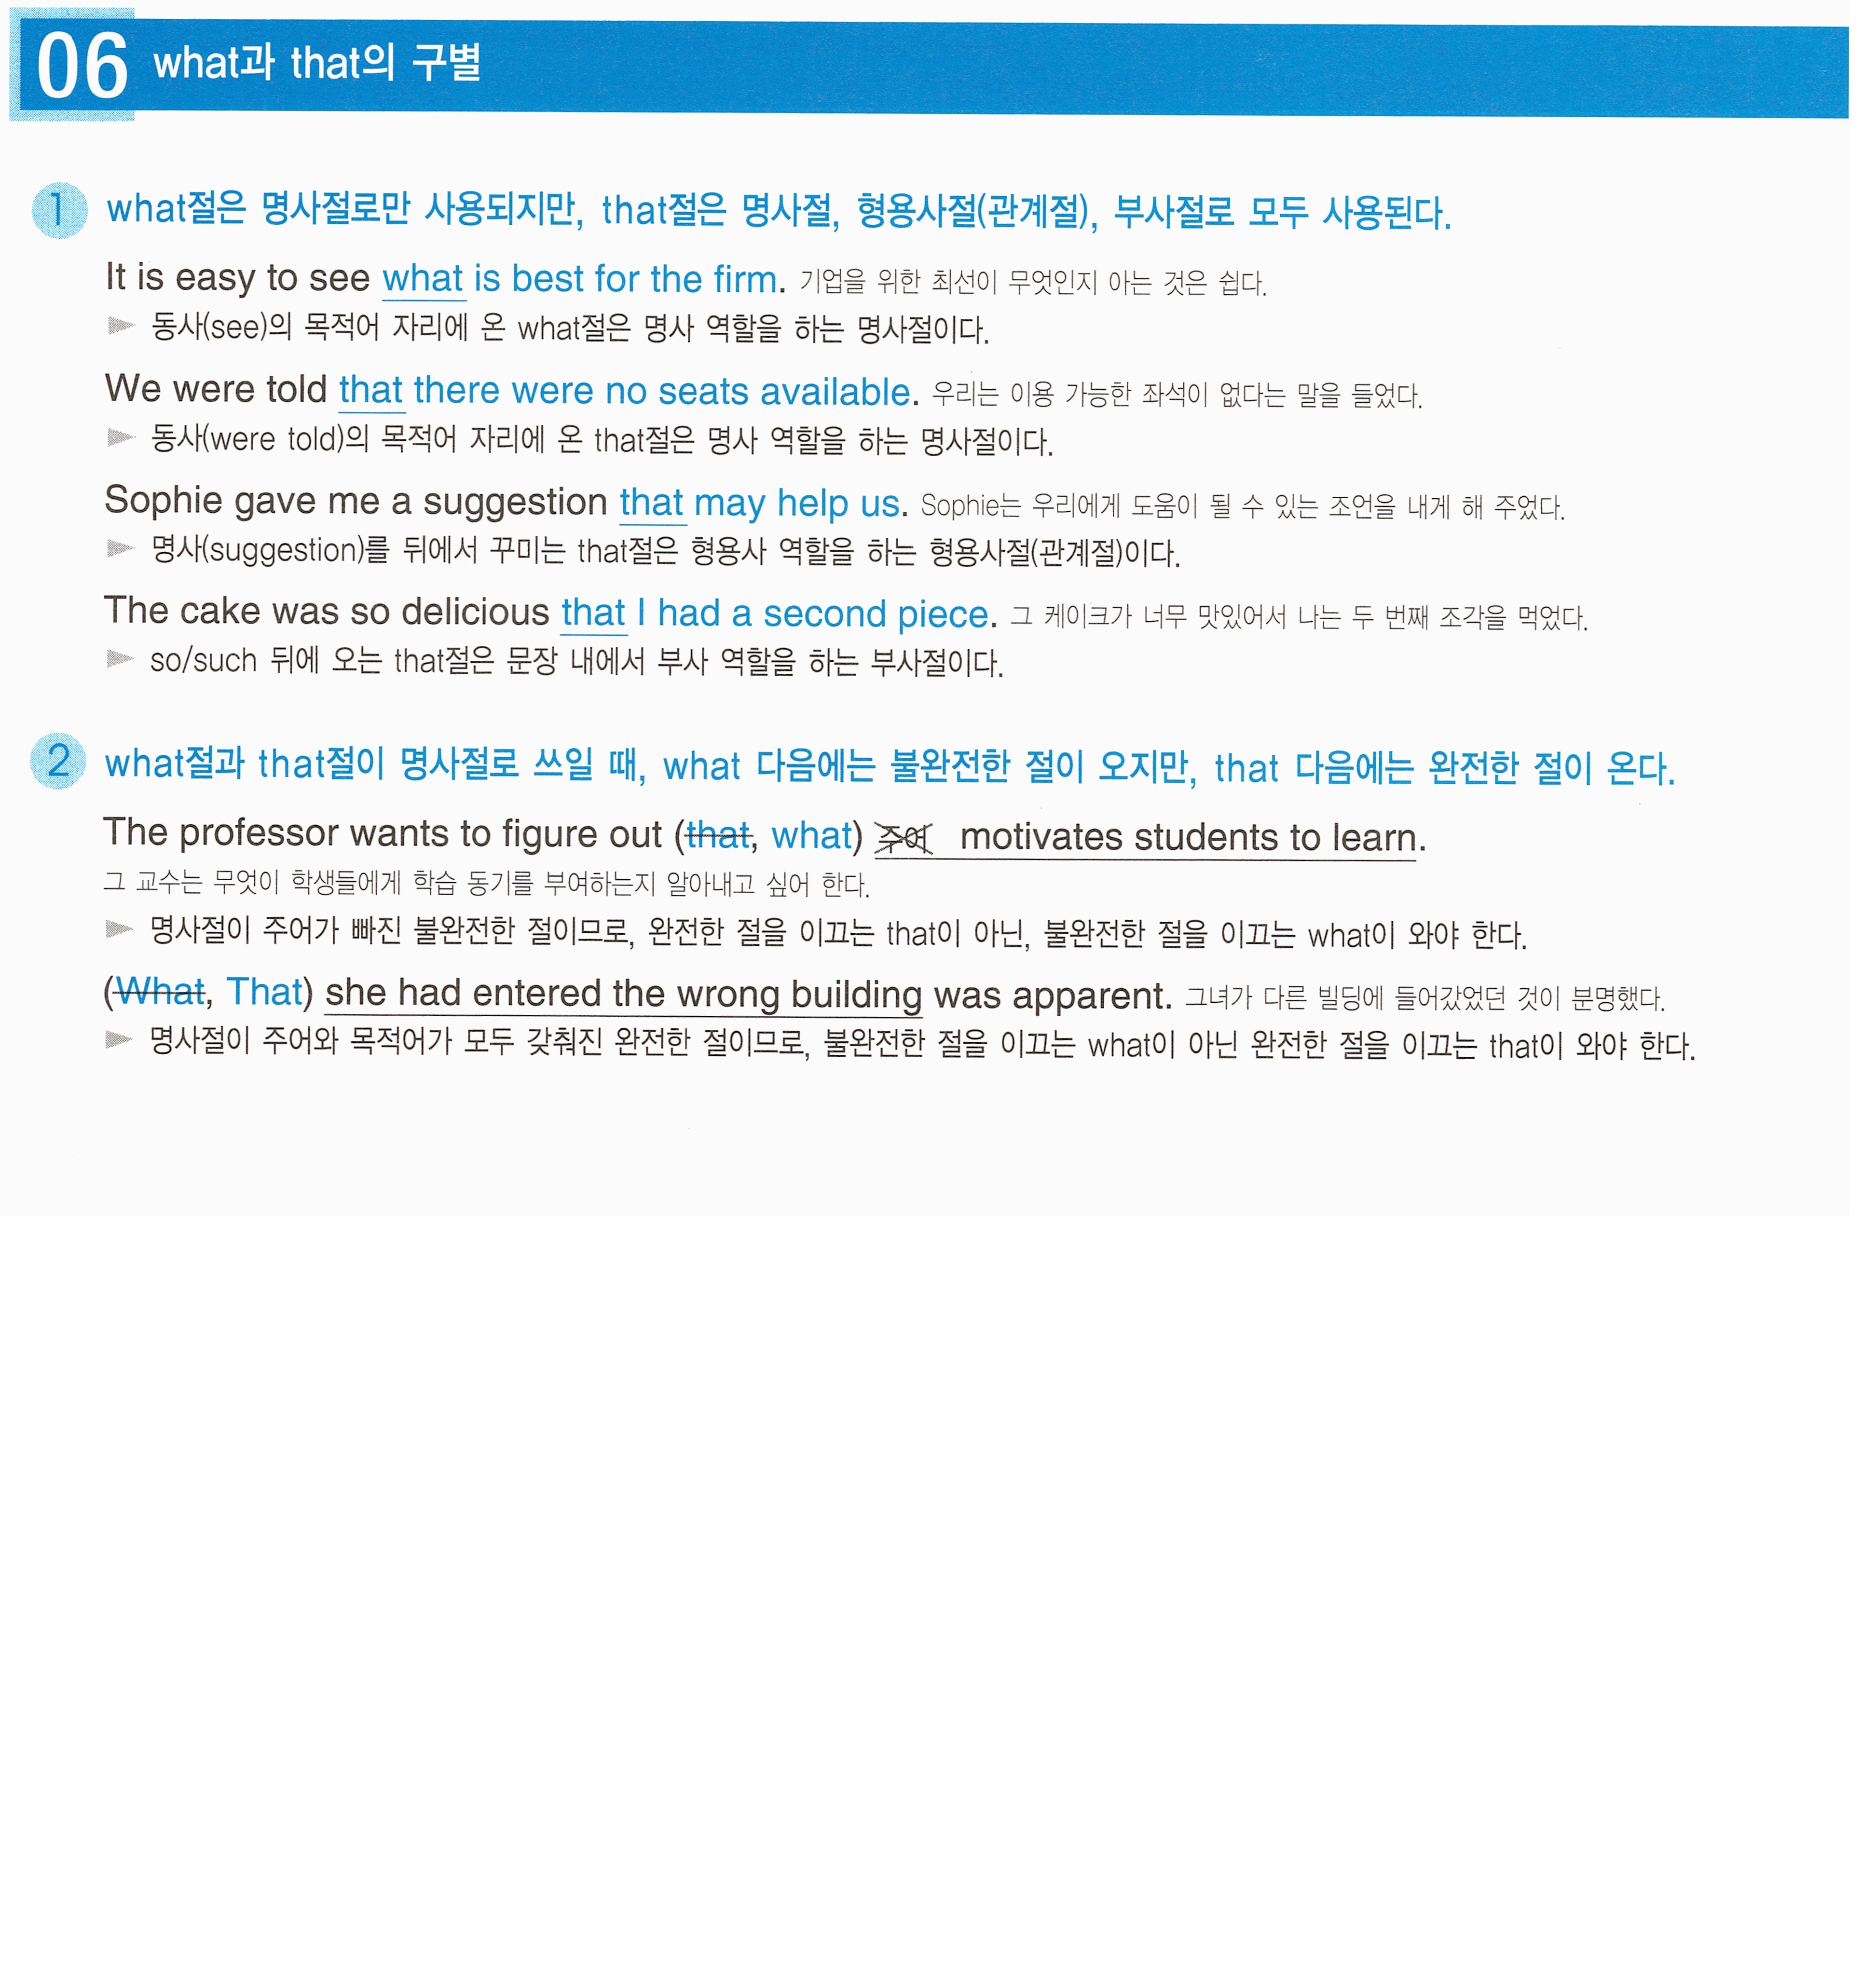 06 what과 that의 구별
1 what절은 명사절로만 사용되지만, that절은 명사절, 형용사절(관계절), 부사절로 모두 사용된다.
It is easy to see what is best for the firm. 기업을 위한 최선이 무엇인지 아는 것은 쉽다.
▶ 동사(see)의 목적어 자리에 온 what절은 명사 역할을 하는 명사절이다.
We were told that there were no seats available. 우리는 이용 가능한 좌석이 없다는 말을 들었다.
▶ 동사(were told)의 목적어 자리에 온 that절은 명사 역할을 하는 명사절이다.
Sophie gave me a suggestion that may help us. Sophie는 우리에게 도움이 될 수 있는 조언을 내게 해 주었다.
▶ 명사(suggestion)를 뒤에서 꾸미는 that절은 형용사 역할을 하는 형용사절(관계절)이다.
The cake was so delicious that I had a second piece. 그 케이크가 너무 맛있어서 나는 두 번째 조각을 먹었다.
▶ so/such 뒤에 오는 that절은 문장 내에서 부사 역할을 하는 부사절이다.
2 what절과 that절이 명사절로 쓰일 때, what 다음에는 불완전한 절이 오지만, that 다음에는 완전한 절이 온다.
The professor wants to figure out (that, what) 주어 motivates students to learn.
그 교수는 무엇이 학생들에게 학습 동기를 부여하는지 알아내고 싶어 한다.
▶ 명사절이 주어가 빠진 불완전한 절이므로, 완전한 절을 이끄는 that이 아닌, 불완전한 절을 이끄는 what이 와야 한다.
(What, That) she had entered the wrong building was apparent. 그녀가 다른 빌딩에 들어갔었던 것이 분명했다.
▶ 명사절이 주어와 목적어가 모두 갖춰진 완전한 절이므로, 불완전한 절을 이끄는 what이 아닌 완전한 절을 이끄는 that이 와야 한다.